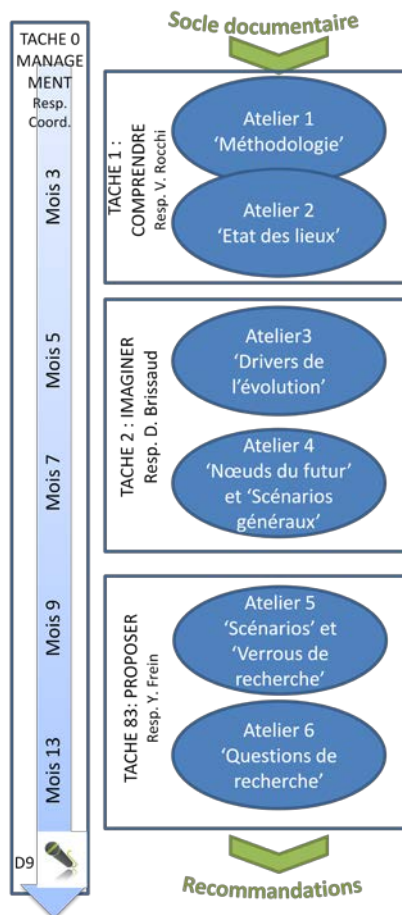 Socle documentaire
TACHE 0
MANAGE
MENT
Resp.
Coord.
Mois 3
Mois 5
Mois 7
Mois 9
Mois 13
D9
TACHE 1 :
COMPRENDRE
Resp. V. Rocchi
Atelier 1
‘Méthodologie’
Atelier 2
‘Etat des lieux’
TACHE 2 : IMAGINER
Resp. D. Brissaud
Atelier3
‘Drivers de
l’évolution’
Atelier 4
‘Nœuds du futur’
et ‘Scénarios
généraux’
TACHE 83: PROPOSER
Resp. Y. Frein
Atelier 5
‘Scénarios’ et
‘Verrous de
recherche’
Atelier 6
‘Questions de
recherche’
Recommandations